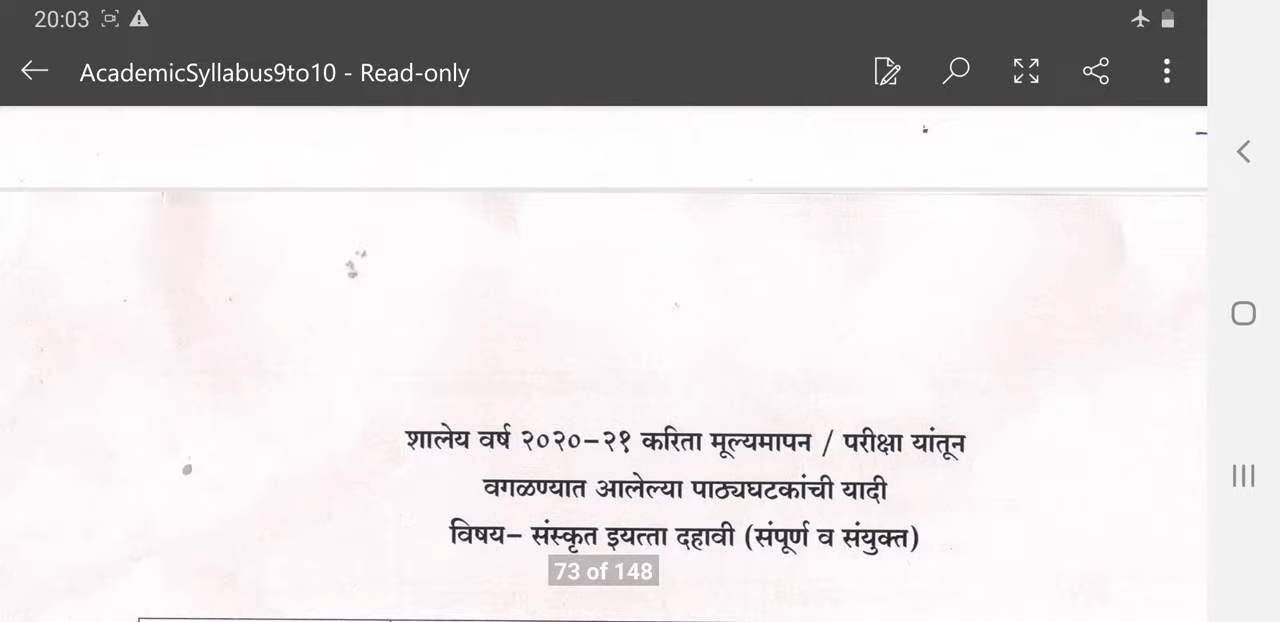 20:03
AcademicSyllabus9to10 - Read-only
शालेय वर्ष २०२०-२१ करिता मूल्यमापन / परीक्षा यांतून
वगळण्यात आलेल्या पाठ्यघटकांची यादी
विषय- संस्कृत इयत्ता दहावी (संपूर्ण व संयुक्त)
73 of 148